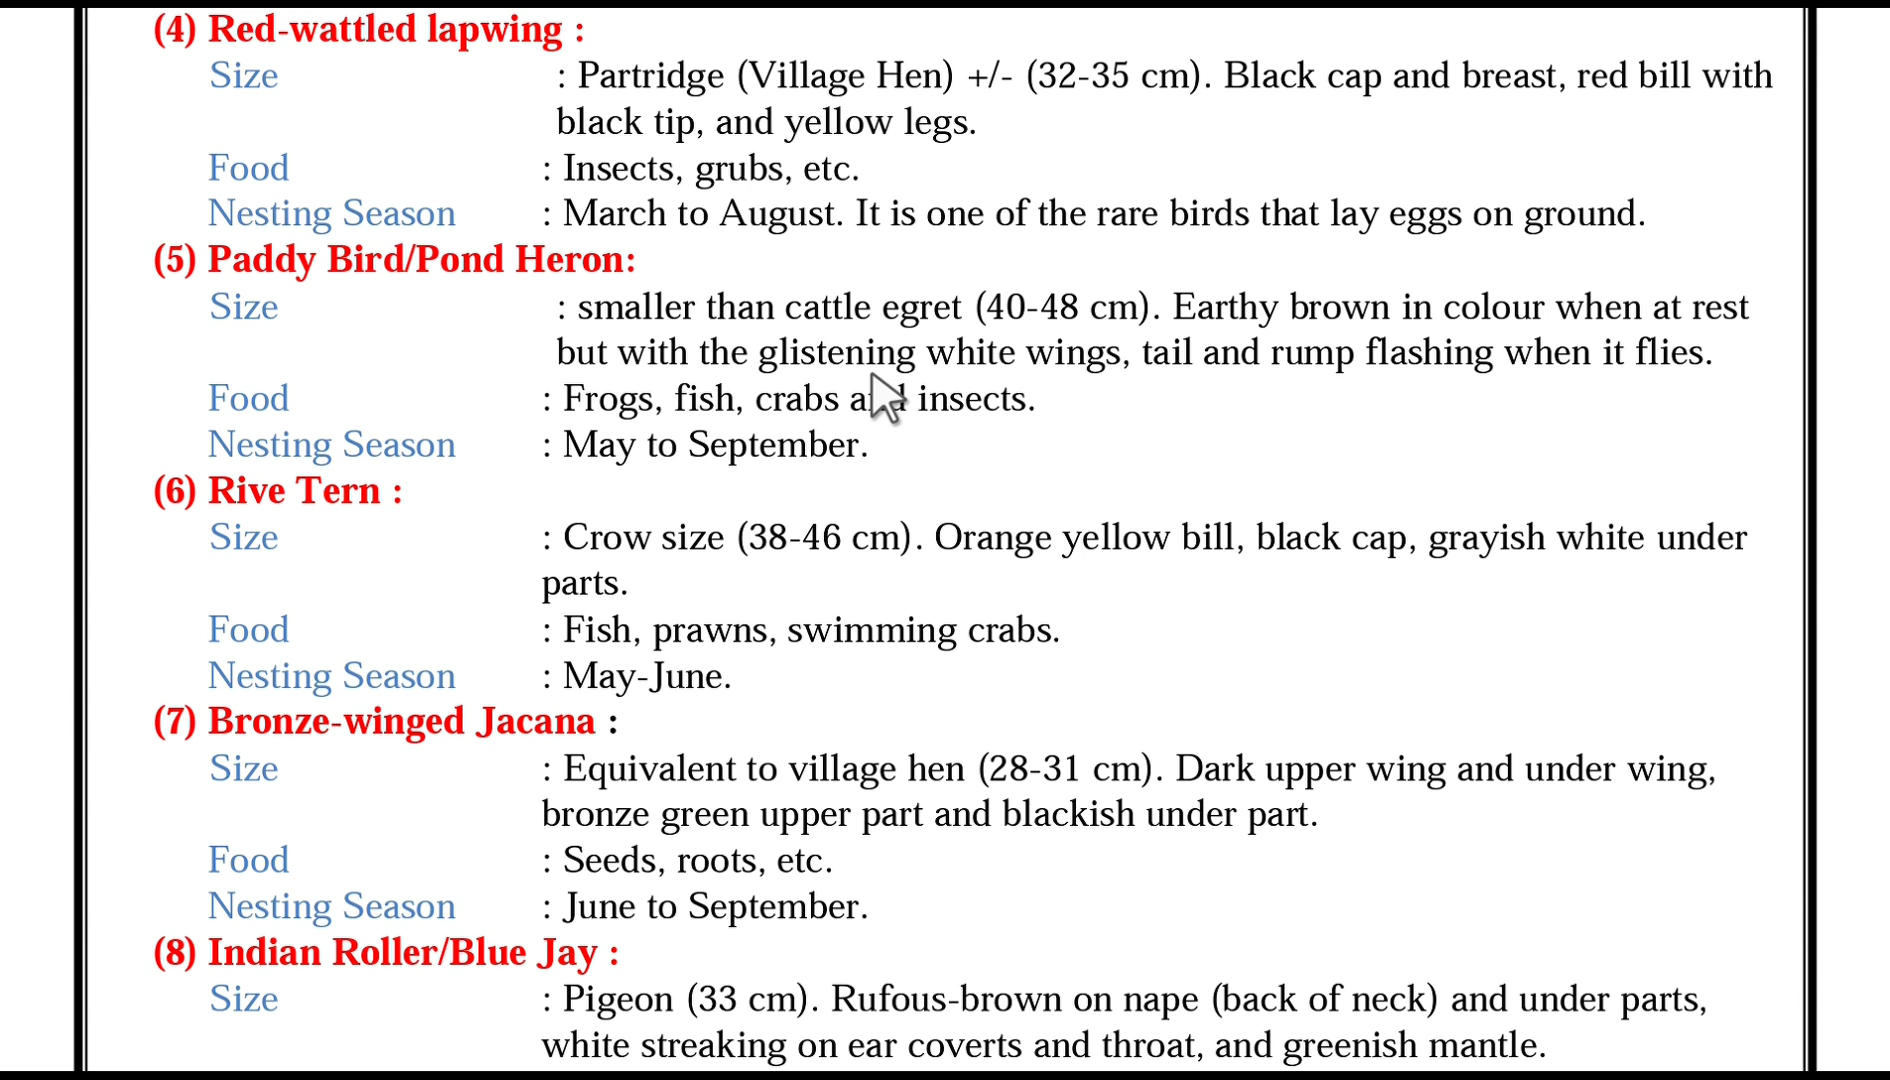 (4) Red-wattled lapwing :
Size : Partridge (Village Hen) +/- (32-35 cm). Black cap and breast, red bill with
black tip, and yellow legs.
Food : Insects, grubs, etc.
Nesting Season : March to August. It is one of the rare birds that lay eggs on ground.
(5) Paddy Bird/Pond Heron:
Size : smaller than cattle egret (40-48 cm). Earthy brown in colour when at rest
but with the glistening white wings, tail and rump flashing when it flies.
Food : Frogs, fish, crabs and insects.
Nesting Season : May to September.
(6) Rive Tern :
Size : Crow size (38-46 cm). Orange yellow bill, black cap, grayish white under
parts.
Food : Fish, prawns, swimming crabs.
Nesting Season : May-June.
(7) Bronze-winged Jacana :
Size : Equivalent to village hen (28-31 cm). Dark upper wing and under wing,
bronze green upper part and blackish under part.
Food : Seeds, roots, etc.
Nesting Season : June to September.
(8) Indian Roller/Blue Jay :
Size : Pigeon (33 cm). Rufous-brown on nape (back of neck) and under parts,
white streaking on ear coverts and throat, and greenish mantle.